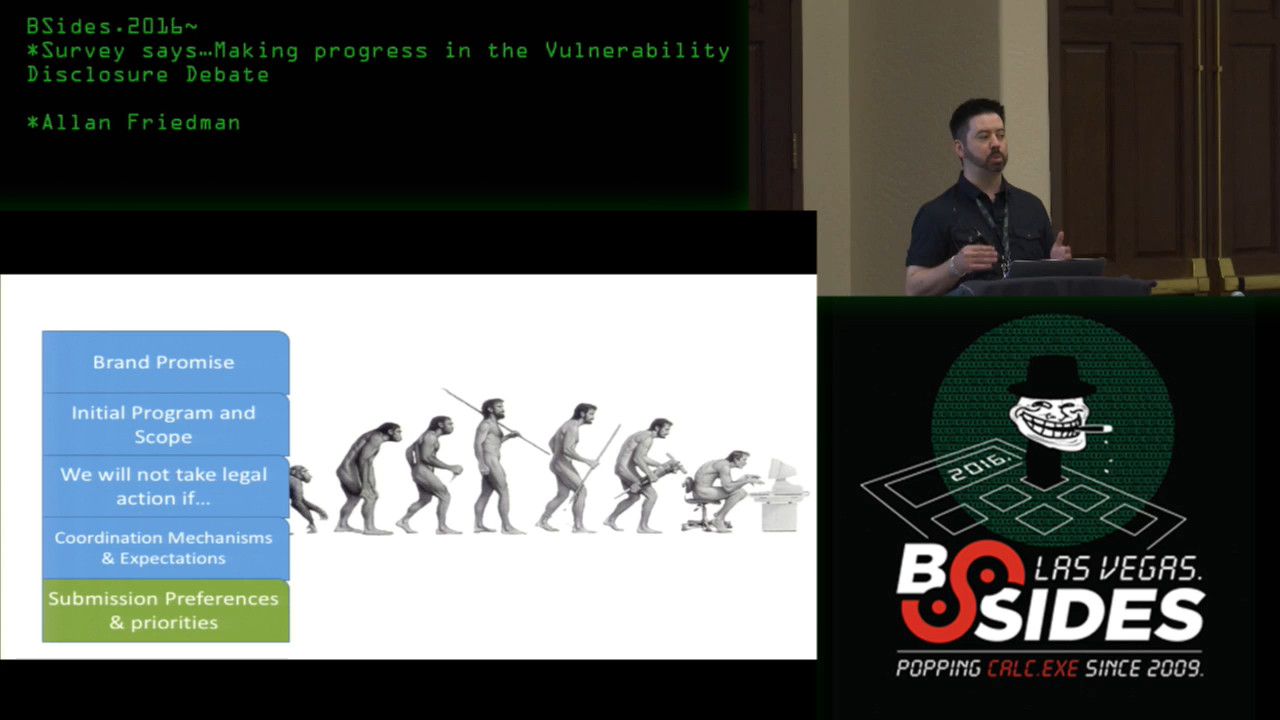 BSides.2016~
*Survey says…Making progress in the Vulnerability
Disclosure Debate
*Allan Friedman
Brand Promise
Initial Program and
Scope
We will not take legal
action if…
Coordination Mechanisms
& Expectations
Submission Preferences
& priorities
2016.
BSIDES
LAS VEGAS.
POPPING CALC.EXE SINCE 2009.